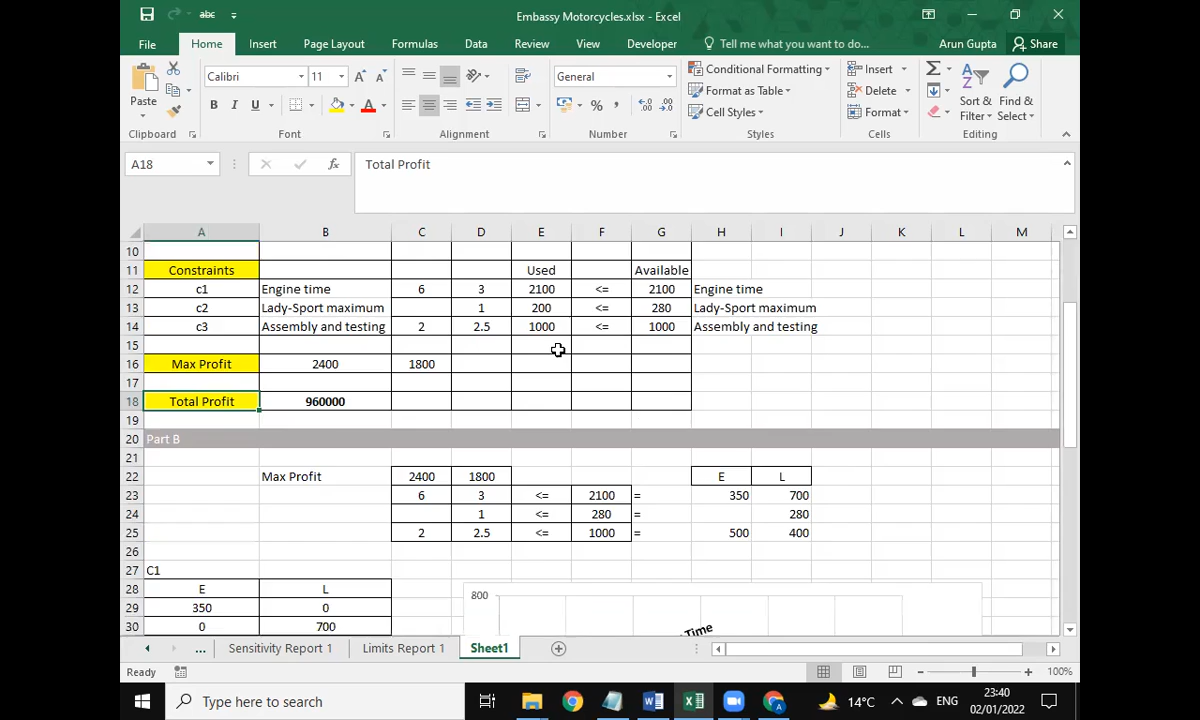 abc
Embassy Motorcycles.xlsx - Excel
File Home Insert Page Layout Formulas Data Review View Developer Tell me what you want to do... Arun Gupta Share
Paste
Calibri 11 A A
General
Conditional Formatting
Format as Table
Cell Styles
Insert
Delete
Format
Sort & Filter
Find & Select
B I U
A
% ,
Clipboard Font Alignment Number Styles Cells Editing
A18 fx Total Profit
A B C D E F G H I J K L M
10
11 Constraints Used Available
12 c1 Engine time 6 3 2100 <= 2100 Engine time
13 c2 Lady-Sport maximum 1 200 <= 280 Lady-Sport maximum
14 c3 Assembly and testing 2 2.5 1000 <= 1000 Assembly and testing
15
16 Max Profit 2400 1800
17
18 Total Profit 960000
19
20 Part B
21
22 Max Profit 2400 1800 E L
23 6 3 <= 2100 = 350 700
24 1 <= 280 = 280
25 2 2.5 <= 1000 = 500 400
26
27 C1
28 E L
29 350 0
30 0 700
800
Time
... Sensitivity Report 1 Limits Report 1 Sheet1
Ready 100%
Type here to search
14°C ENG
23:40
02/01/2022